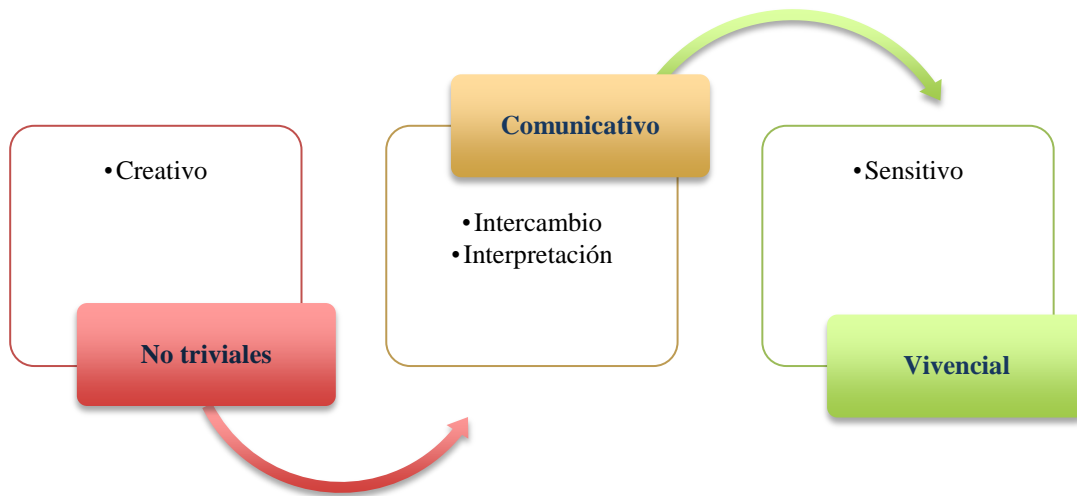 • Creativo
No triviales
Comunicativo
• Intercambio
• Interpretación
• Sensitivo
Vivencial